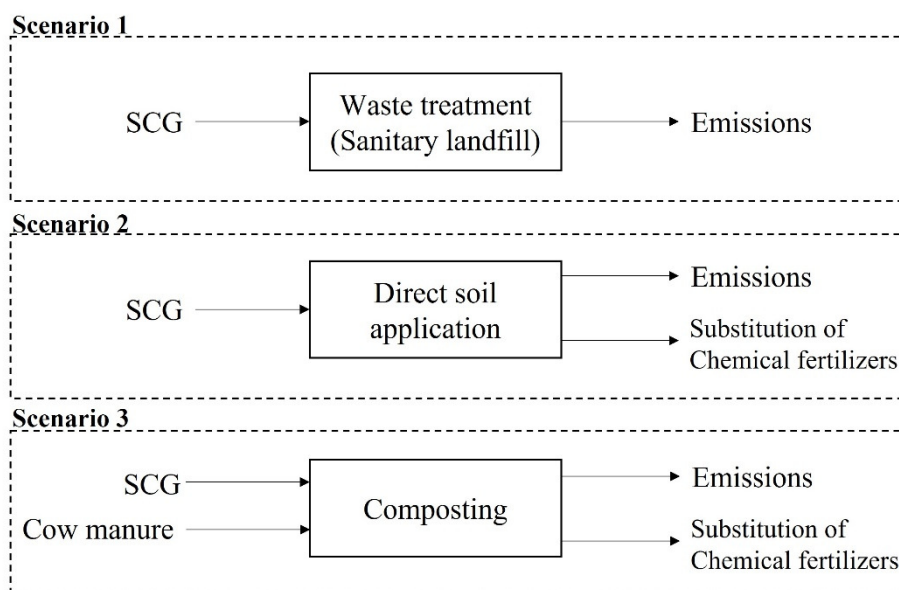 Scenario 1
SCG
Waste treatment
(Sanitary landfill)
Emissions
Scenario 2
SCG
Direct soil
application
Emissions
Substitution of
Chemical fertilizers
Scenario 3
SCG
Cow manure
Composting
Emissions
Substitution of
Chemical fertilizers